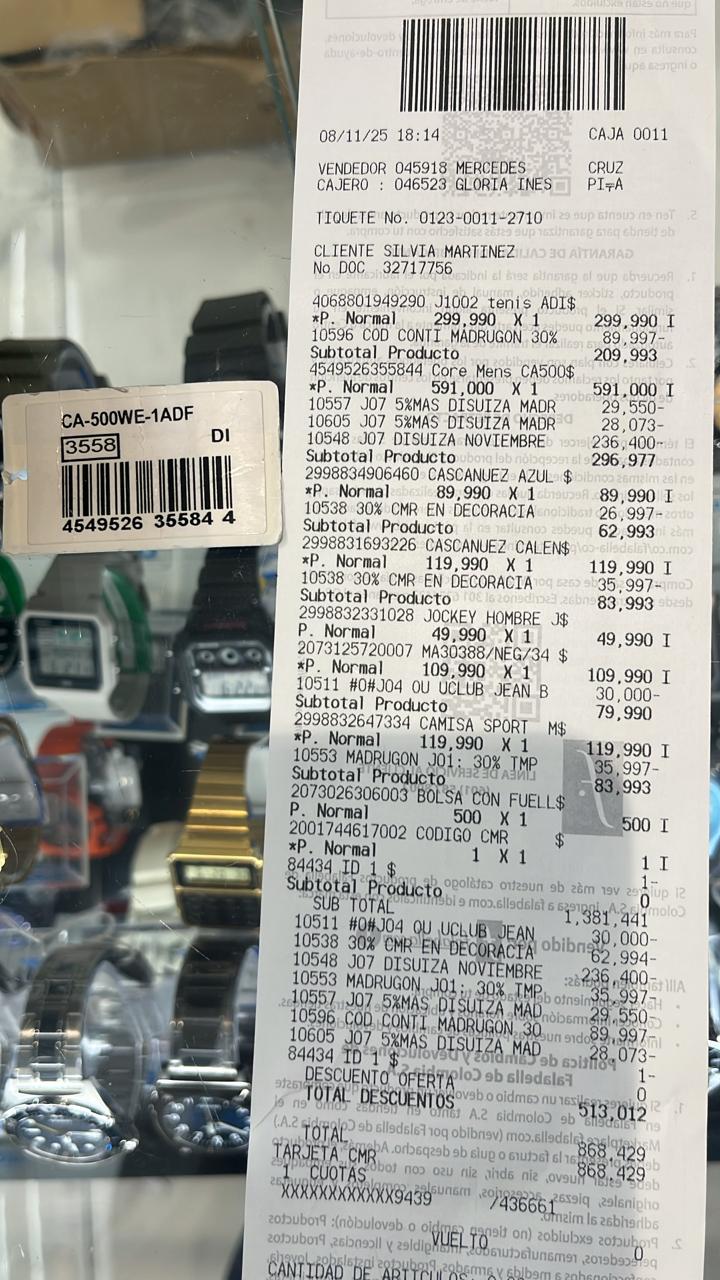 CA-500WE-1ADF
3558
DI
4549526 35584 4
08/11/25 18:14 CAJA 0011
VENDEDOR 045918 MERCEDES CRUZ
CAJERO : 046523 GLORIA INES PI╤A
TIQUETE No. 0123-0011-2710
CLIENTE SILVIA MARTINEZ
No DOC 32717756
4068801949290 J1002 tenis ADI$
*P. Normal 299,990 X 1 299,990 I
10596 COD CONTI MADRUGON 30% 89,997-
Subtotal Producto 209,993
4549526355844 Core Mens CA500$
*P. Normal 591,000 X 1 591,000 I
10557 J07 5%MAS DISUIZA MADR 29,550-
10605 J07 5%MAS DISUIZA MADR 28,073-
10548 J07 DISUIZA NOVIEMBRE 236,400-
Subtotal Producto 296,977
2998834906460 CASCANUEZ AZUL $
*P. Normal 89,990 X 1 89,990 I
10538 30% CMR EN DECORACIA 26,997-
Subtotal Producto 62,993
2998831693226 CASCANUEZ CALEN$
*P. Normal 119,990 X 1 119,990 I
10538 30% CMR EN DECORACIA 35,997-
Subtotal Producto 83,993
2998832331028 JOCKEY HOMBRE J$
P. Normal 49,990 X 1 49,990 I
2073125720007 MA30388/NEG/34 $
*P. Normal 109,990 X 1 109,990 I
10511 #0#J04 OU UCLUB JEAN B 30,000-
Subtotal Producto 79,990
2998832647334 CAMISA SPORT M$
*P. Normal 119,990 X 1 119,990 I
10553 MADRUGON J01: 30% TMP 35,997-
Subtotal Producto 83,993
2073026306003 BOLSA CON FUELL$
P. Normal 500 X 1 500 I
2001744617002 CODIGO CMR $
*P. Normal 1 X 1 1 I
84434 ID 1 $ 1-
Subtotal Producto 0
SUB TOTAL 1,381,441
10511 #0#J04 OU UCLUB JEAN 30,000-
10538 30% CMR EN DECORACIA 62,994-
10548 J07 DISUIZA NOVIEMBRE 236,400-
10553 MADRUGON J01: 30% TMP 35,997-
10557 J07 5%MAS DISUIZA MAD 29,550-
10596 COD CONTI MADRUGON 30 89,997-
10605 J07 5%MAS DISUIZA MAD 28,073-
84434 ID 1 $ 1-
DESCUENTO OFERTA 0
TOTAL DESCUENTOS 513,012
TOTAL 868,429
TARJETA CMR 868,429
1 CUOTAS
XXXXXXXXXXXX9439 /436661
VUELTO 0
CANTIDAD DE ARTICULOS